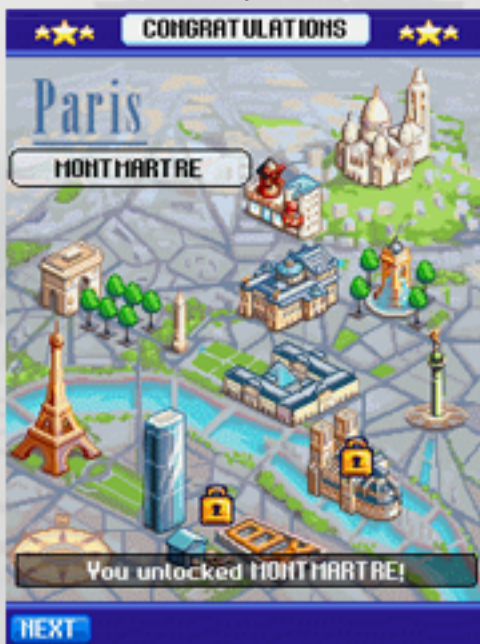 CONGRATULATIONS
Paris
MONTMARTRE
You unlocked MONTMARTRE!
NEXT